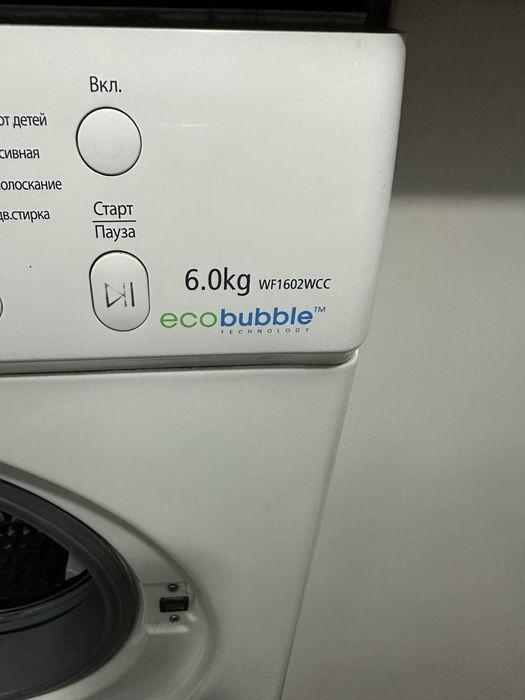 Вкл.
от детей
сивная
олоскание
дв.стирка
Старт
Пауза
6.0kg WF1602WCC
ecobubble™
TECHNOLOGY